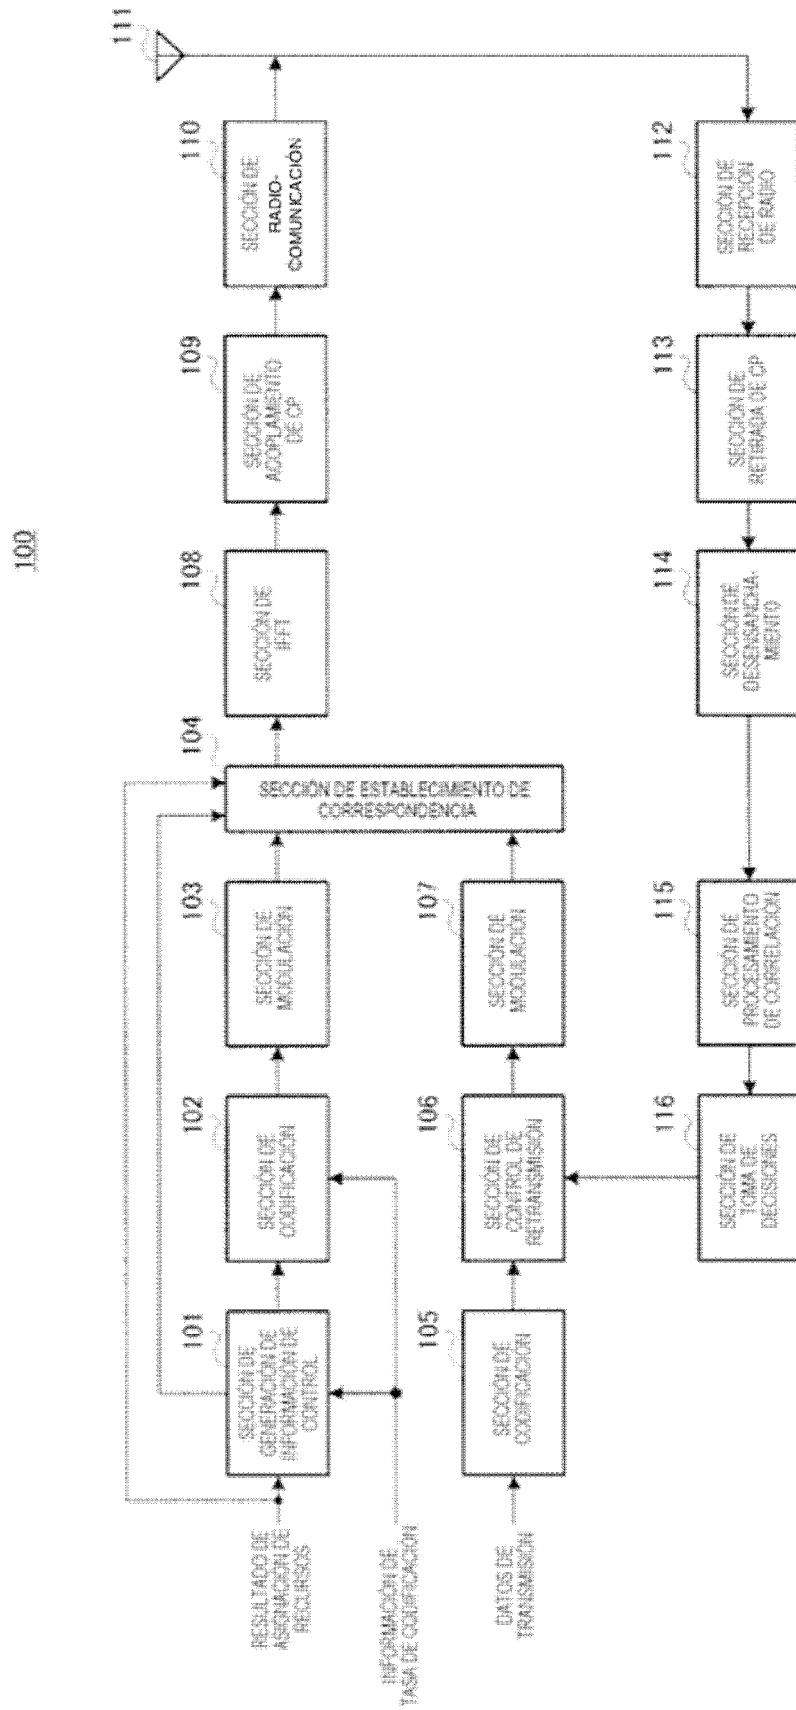 100
111
110
SECCIÓN DE
RADIO-
COMUNICACIÓN
109
SECCIÓN DE
ACOPLAMIENTO
DE CP
108
SECCIÓN DE
IFFT
104
SECCIÓN DE ESTABLECIMIENTO DE
CORRESPONDENCIA
103
SECCIÓN DE
MODULACIÓN
102
SECCIÓN DE
CODIFICACIÓN
101
SECCIÓN DE
GENERACIÓN DE
INFORMACIÓN DE
CONTROL
RESULTADO DE
ASIGNACIÓN DE
RECURSOS
INFORMACIÓN DE
TASA DE CODIFICACIÓN
107
SECCIÓN DE
MODULACIÓN
106
SECCIÓN DE
CONTROL DE
RETRANSMISIÓN
105
SECCIÓN DE
CODIFICACIÓN
DATOS DE
TRANSMISIÓN
112
SECCIÓN DE
RECEPCIÓN
DE RADIO
113
SECCIÓN DE
RETIRADA DE CP
114
SECCIÓN DE
DESENSANCHA-
MIENTO
115
SECCIÓN DE
PROCESAMIENTO
DE CORRELACIÓN
116
SECCIÓN DE
TOMA DE
DECISIONES